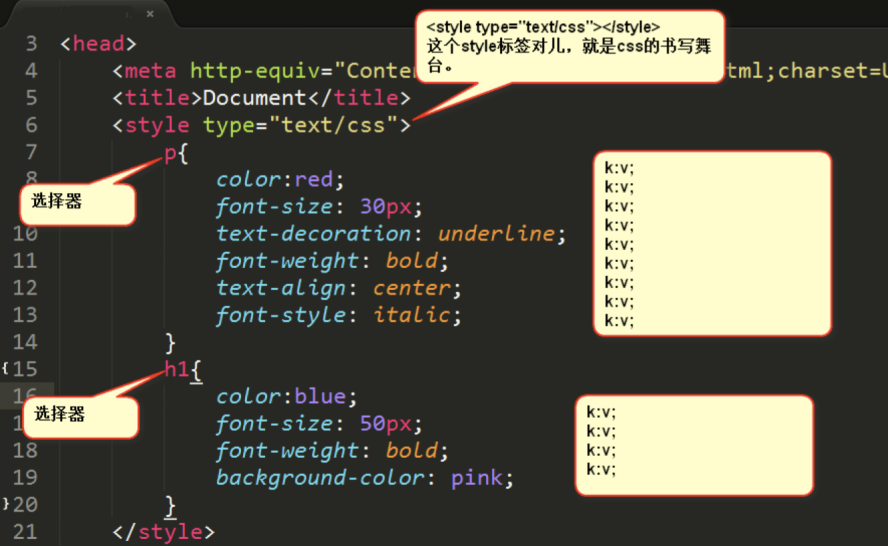 ×
3 <head>
4 <meta http-equiv="Conten tml;charset=U
5 <title>Document</title>
6 <style type="text/css">
<style type="text/css"></style>
这个style标签对儿，就是css的书写舞
台。
7 p{
8 color:red;
选择器
font-size: 30px;
10 text-decoration: underline;
11 font-weight: bold;
12 text-align: center;
13 font-style: italic;
14 }
k:v;
k:v;
k:v;
k:v;
k:v;
k:v;
k:v;
k:v;
k:v;
{15 h1{
16 color:blue;
选择器
font-size: 50px;
18 font-weight: bold;
19 background-color: pink;
}20 }
21 </style>
k:v;
k:v;
k:v;
k:v;